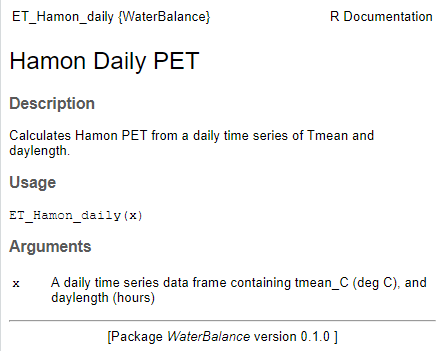 ET_Hamon_daily {WaterBalance} R Documentation
Hamon Daily PET
Description
Calculates Hamon PET from a daily time series of Tmean and
daylength.
Usage
ET_Hamon_daily(x)
Arguments
x A daily time series data frame containing tmean_C (deg C), and
daylength (hours)
[Package WaterBalance version 0.1.0 ]